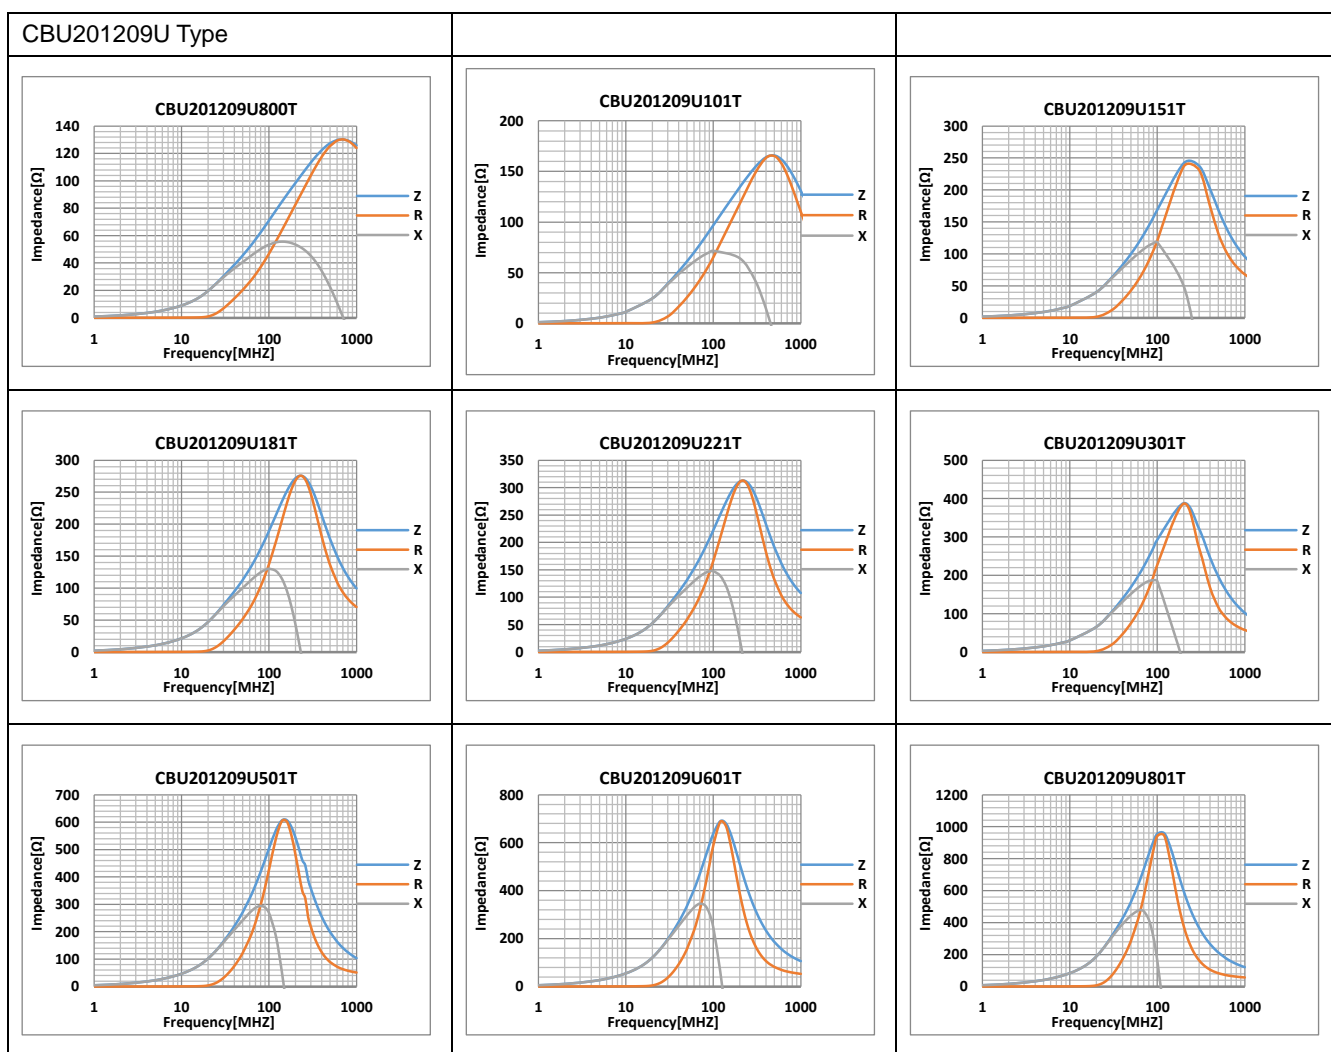 CBU201209U Type
CBU201209U800T
Impedance[Ω]
140
120
100
80
60
40
20
0
1 10 100 1000
Frequency[MHZ]
Z
R
X
CBU201209U101T
Impedance[Ω]
200
150
100
50
0
1 10 100 1000
Frequency[MHZ]
Z
R
X
CBU201209U151T
Impedance[Ω]
300
250
200
150
100
50
0
1 10 100 1000
Frequency[MHZ]
Z
R
X
CBU201209U181T
Impedance[Ω]
300
250
200
150
100
50
0
1 10 100 1000
Frequency[MHZ]
Z
R
X
CBU201209U221T
Impedance[Ω]
350
300
250
200
150
100
50
0
1 10 100 1000
Frequency[MHZ]
Z
R
X
CBU201209U301T
Impedance[Ω]
500
400
300
200
100
0
1 10 100 1000
Frequency[MHZ]
Z
R
X
CBU201209U501T
Impedance[Ω]
700
600
500
400
300
200
100
0
1 10 100 1000
Frequency[MHZ]
Z
R
X
CBU201209U601T
Impedance[Ω]
800
600
400
200
0
1 10 100 1000
Frequency[MHZ]
Z
R
X
CBU201209U801T
Impedance[Ω]
1200
1000
800
600
400
200
0
1 10 100 1000
Frequency[MHZ]
Z
R
X